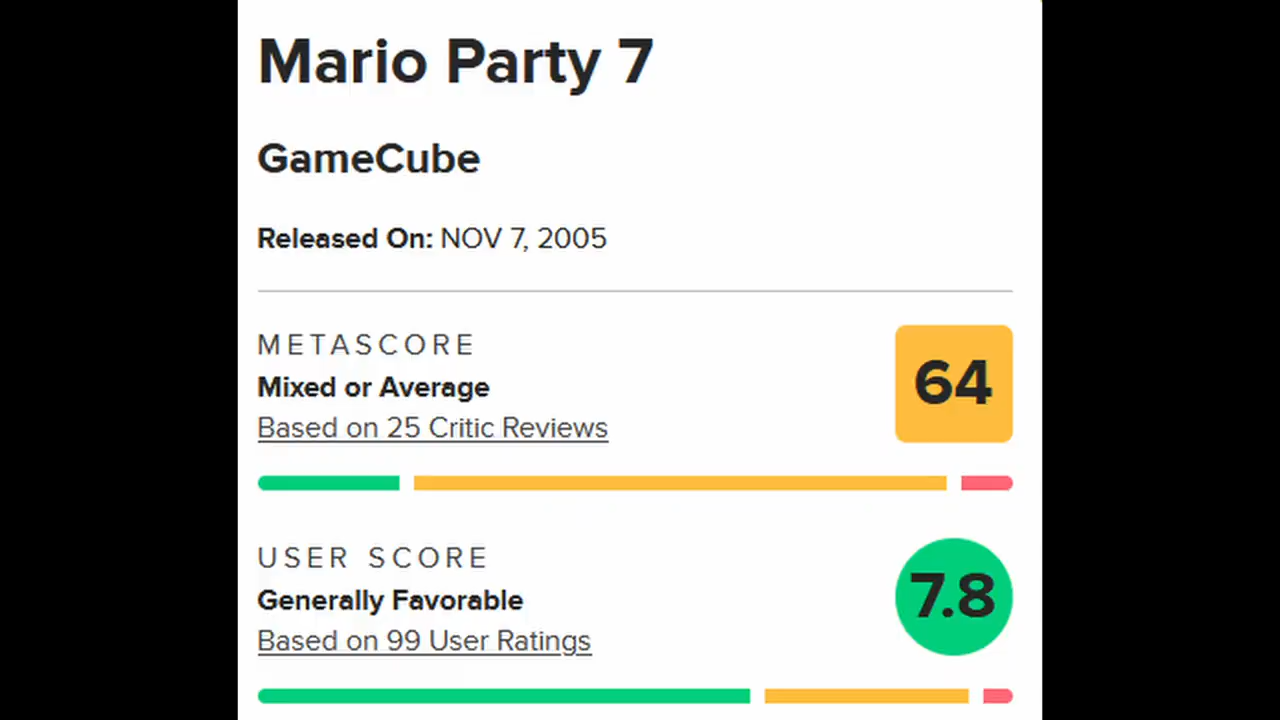 Mario Party 7
GameCube
Released On: NOV 7, 2005
METASCORE
Mixed or Average
Based on 25 Critic Reviews
64
USER SCORE
Generally Favorable
Based on 99 User Ratings
7.8